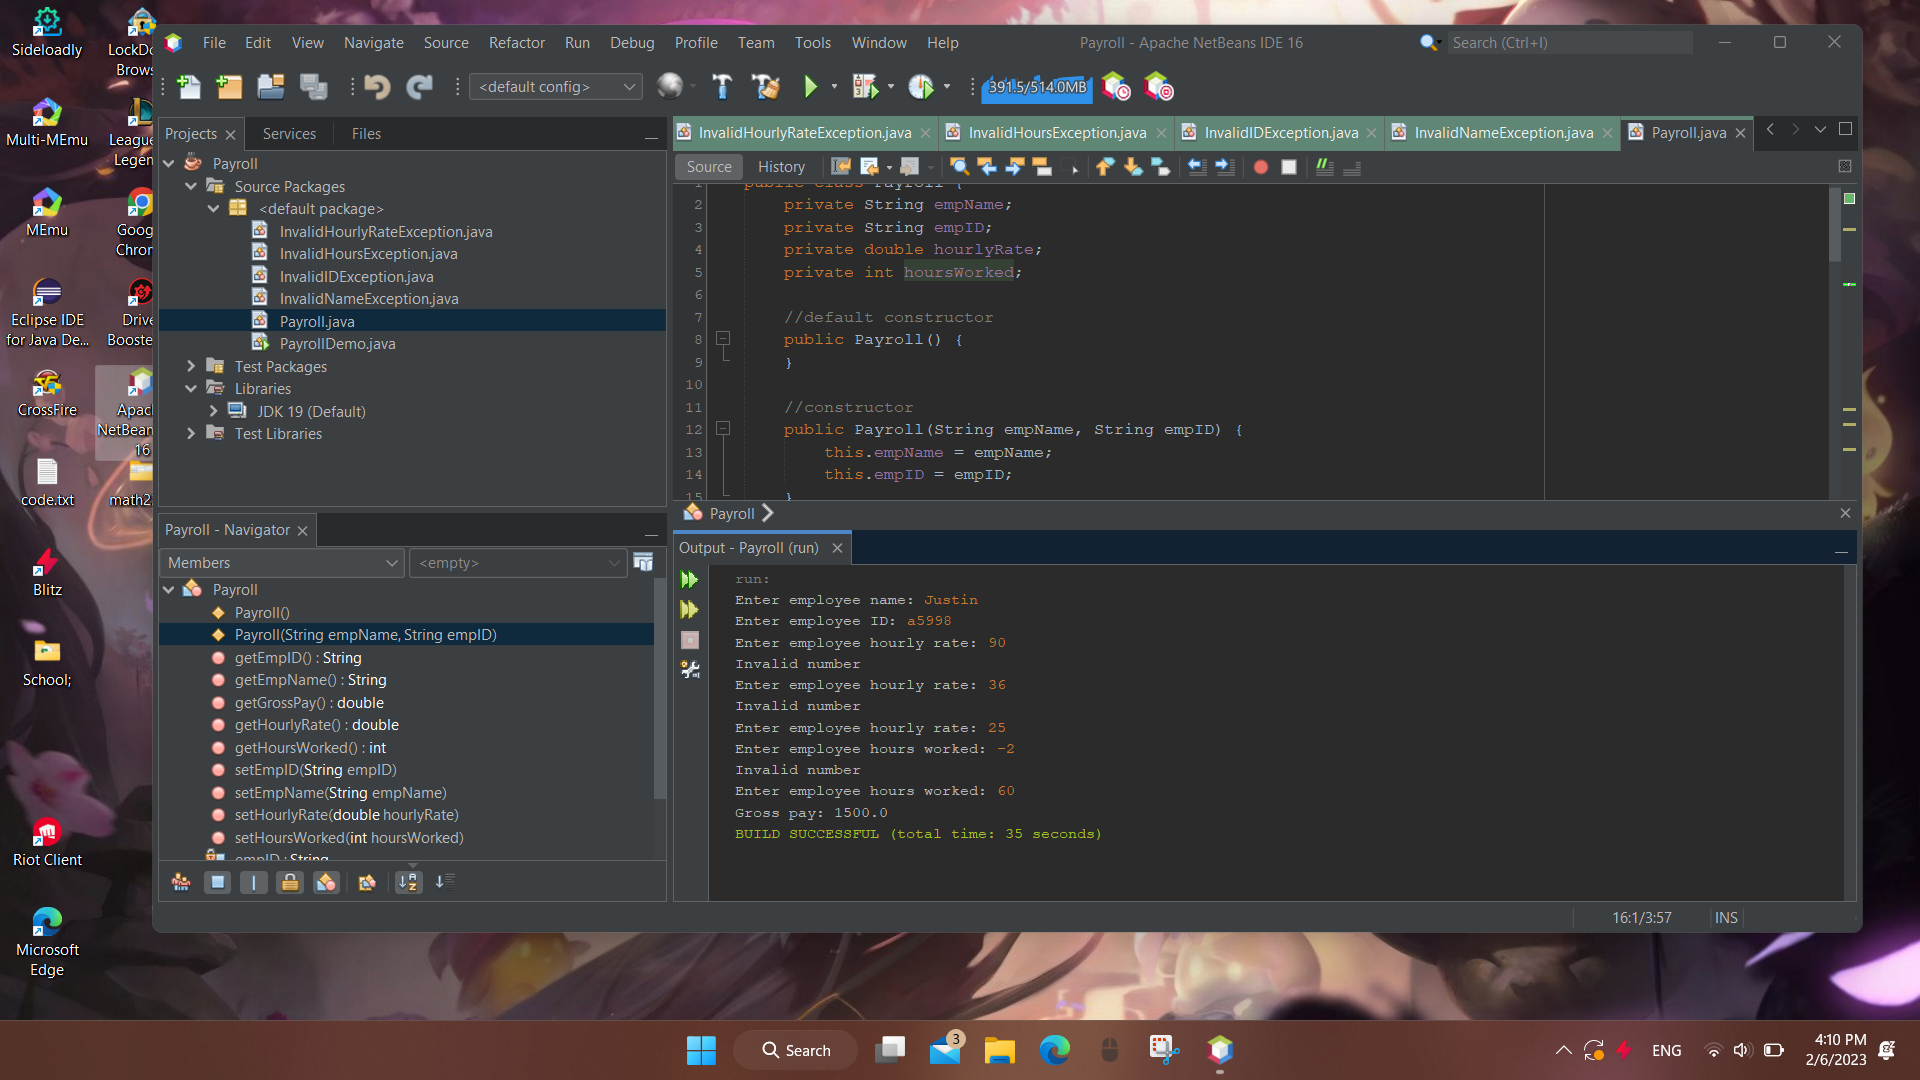 Sideloadly
LockDo
Brows
Multi-MEmu
League
Legen
MEmu
Goog
Chron
Eclipse IDE
for Java De...
Drive
Booste
CrossFire
Apac
NetBean
16
code.txt
math2
Blitz
School;
Riot Client
Microsoft
Edge
File Edit View Navigate Source Refactor Run Debug Profile Team Tools Window Help
Payroll - Apache NetBeans IDE 16
Search (Ctrl+I)
<default config>
391.5/514.0MB
Projects Services Files
Payroll
Source Packages
<default package>
InvalidHourlyRateException.java
InvalidHoursException.java
InvalidIDException.java
InvalidNameException.java
Payroll.java
PayrollDemo.java
Test Packages
Libraries
JDK 19 (Default)
Test Libraries
Payroll - Navigator
Members
<empty>
Payroll
Payroll()
Payroll(String empName, String empID)
getEmpID() : String
getEmpName() : String
getGrossPay() : double
getHourlyRate() : double
getHoursWorked() : int
setEmpID(String empID)
setEmpName(String empName)
setHourlyRate(double hourlyRate)
setHoursWorked(int hoursWorked)
empID : String
InvalidHourlyRateException.java InvalidHoursException.java InvalidIDException.java InvalidNameException.java Payroll.java
Source History
1 public class Payroll {
2 private String empName;
3 private String empID;
4 private double hourlyRate;
5 private int hoursWorked;
6
7 //default constructor
8 public Payroll() {
9 }
10
11 //constructor
12 public Payroll(String empName, String empID) {
13 this.empName = empName;
14 this.empID = empID;
15 }
Payroll
Output - Payroll (run)
run:
Enter employee name: Justin
Enter employee ID: a5998
Enter employee hourly rate: 90
Invalid number
Enter employee hourly rate: 36
Invalid number
Enter employee hourly rate: 25
Enter employee hours worked: -2
Invalid number
Enter employee hours worked: 60
Gross pay: 1500.0
BUILD SUCCESSFUL (total time: 35 seconds)
16:1/3:57 INS
Search
3
ENG
4:10 PM
2/6/2023